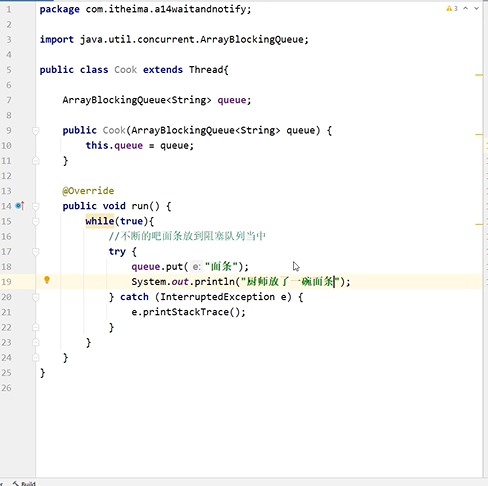 1 package com.itheima.a14waitandnotify;
2
3 import java.util.concurrent.ArrayBlockingQueue;
4
5 public class Cook extends Thread{
6
7 ArrayBlockingQueue<String> queue;
8
9 public Cook(ArrayBlockingQueue<String> queue) {
10 this.queue = queue;
11 }
12
13 @Override
14 public void run() {
15 while(true){
16 //不断的吧面条放到阻塞队列当中
17 try {
18 queue.put( e: "面条");
19 System.out.println("厨师放了一碗面条");
20 } catch (InterruptedException e) {
21 e.printStackTrace();
22 }
23 }
24 }
25 }
26
3
Build